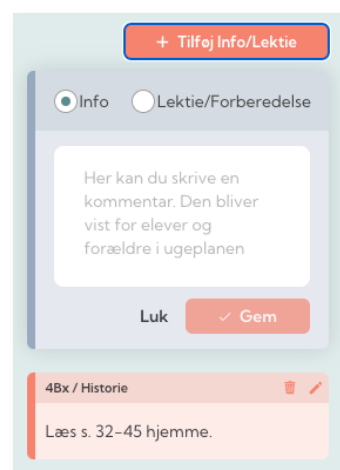 + Tilføj Info/Lektie
Info Lektie/Forberedelse
Her kan du skrive en
kommentar. Den bliver
vist for elever og
forældre i ugeplanen
Luk Gem
4Bx / Historie
Læs s. 32-45 hjemme.